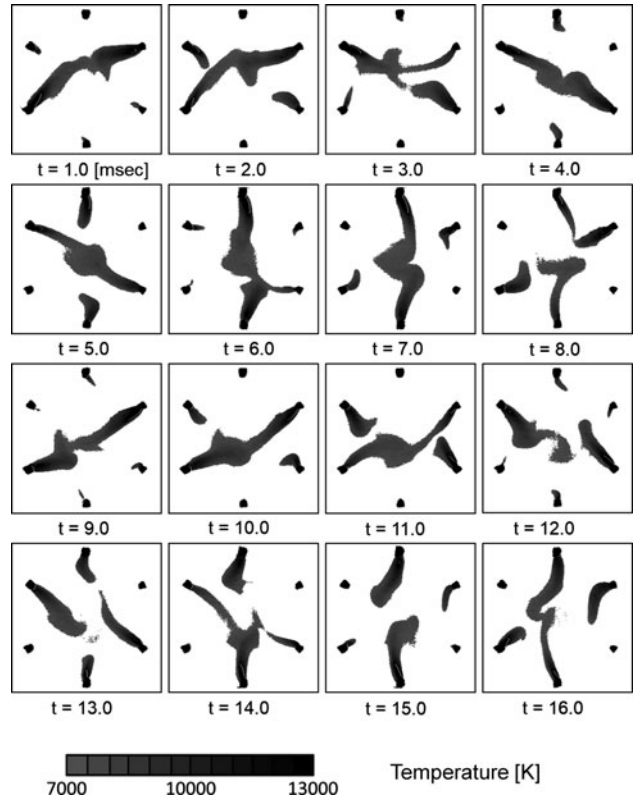 t = 1.0 [msec] t = 2.0 t = 3.0 t = 4.0
t = 5.0 t = 6.0 t = 7.0 t = 8.0
t = 9.0 t = 10.0 t = 11.0 t = 12.0
t = 13.0 t = 14.0 t = 15.0 t = 16.0
Temperature [K]
7000 10000 13000